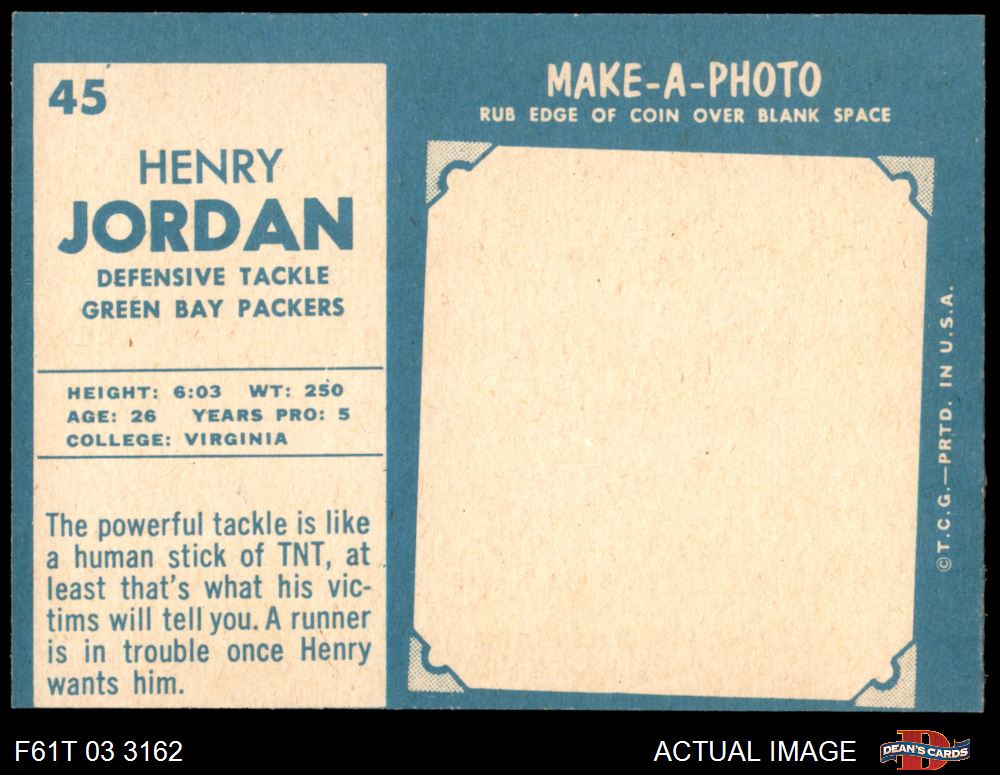 45
HENRY
JORDAN
DEFENSIVE TACKLE
GREEN BAY PACKERS
HEIGHT: 6:03 WT: 250
AGE: 26 YEARS PRO: 5
COLLEGE: VIRGINIA
The powerful tackle is like
a human stick of TNT, at
least that's what his vic-
tims will tell you. A runner
is in trouble once Henry
wants him.
MAKE-A-PHOTO
RUB EDGE OF COIN OVER BLANK SPACE
©T.C.G.—PRTD. IN U.S.A.
F61T 03 3162
ACTUAL IMAGE
D
DEAN'S CARDS